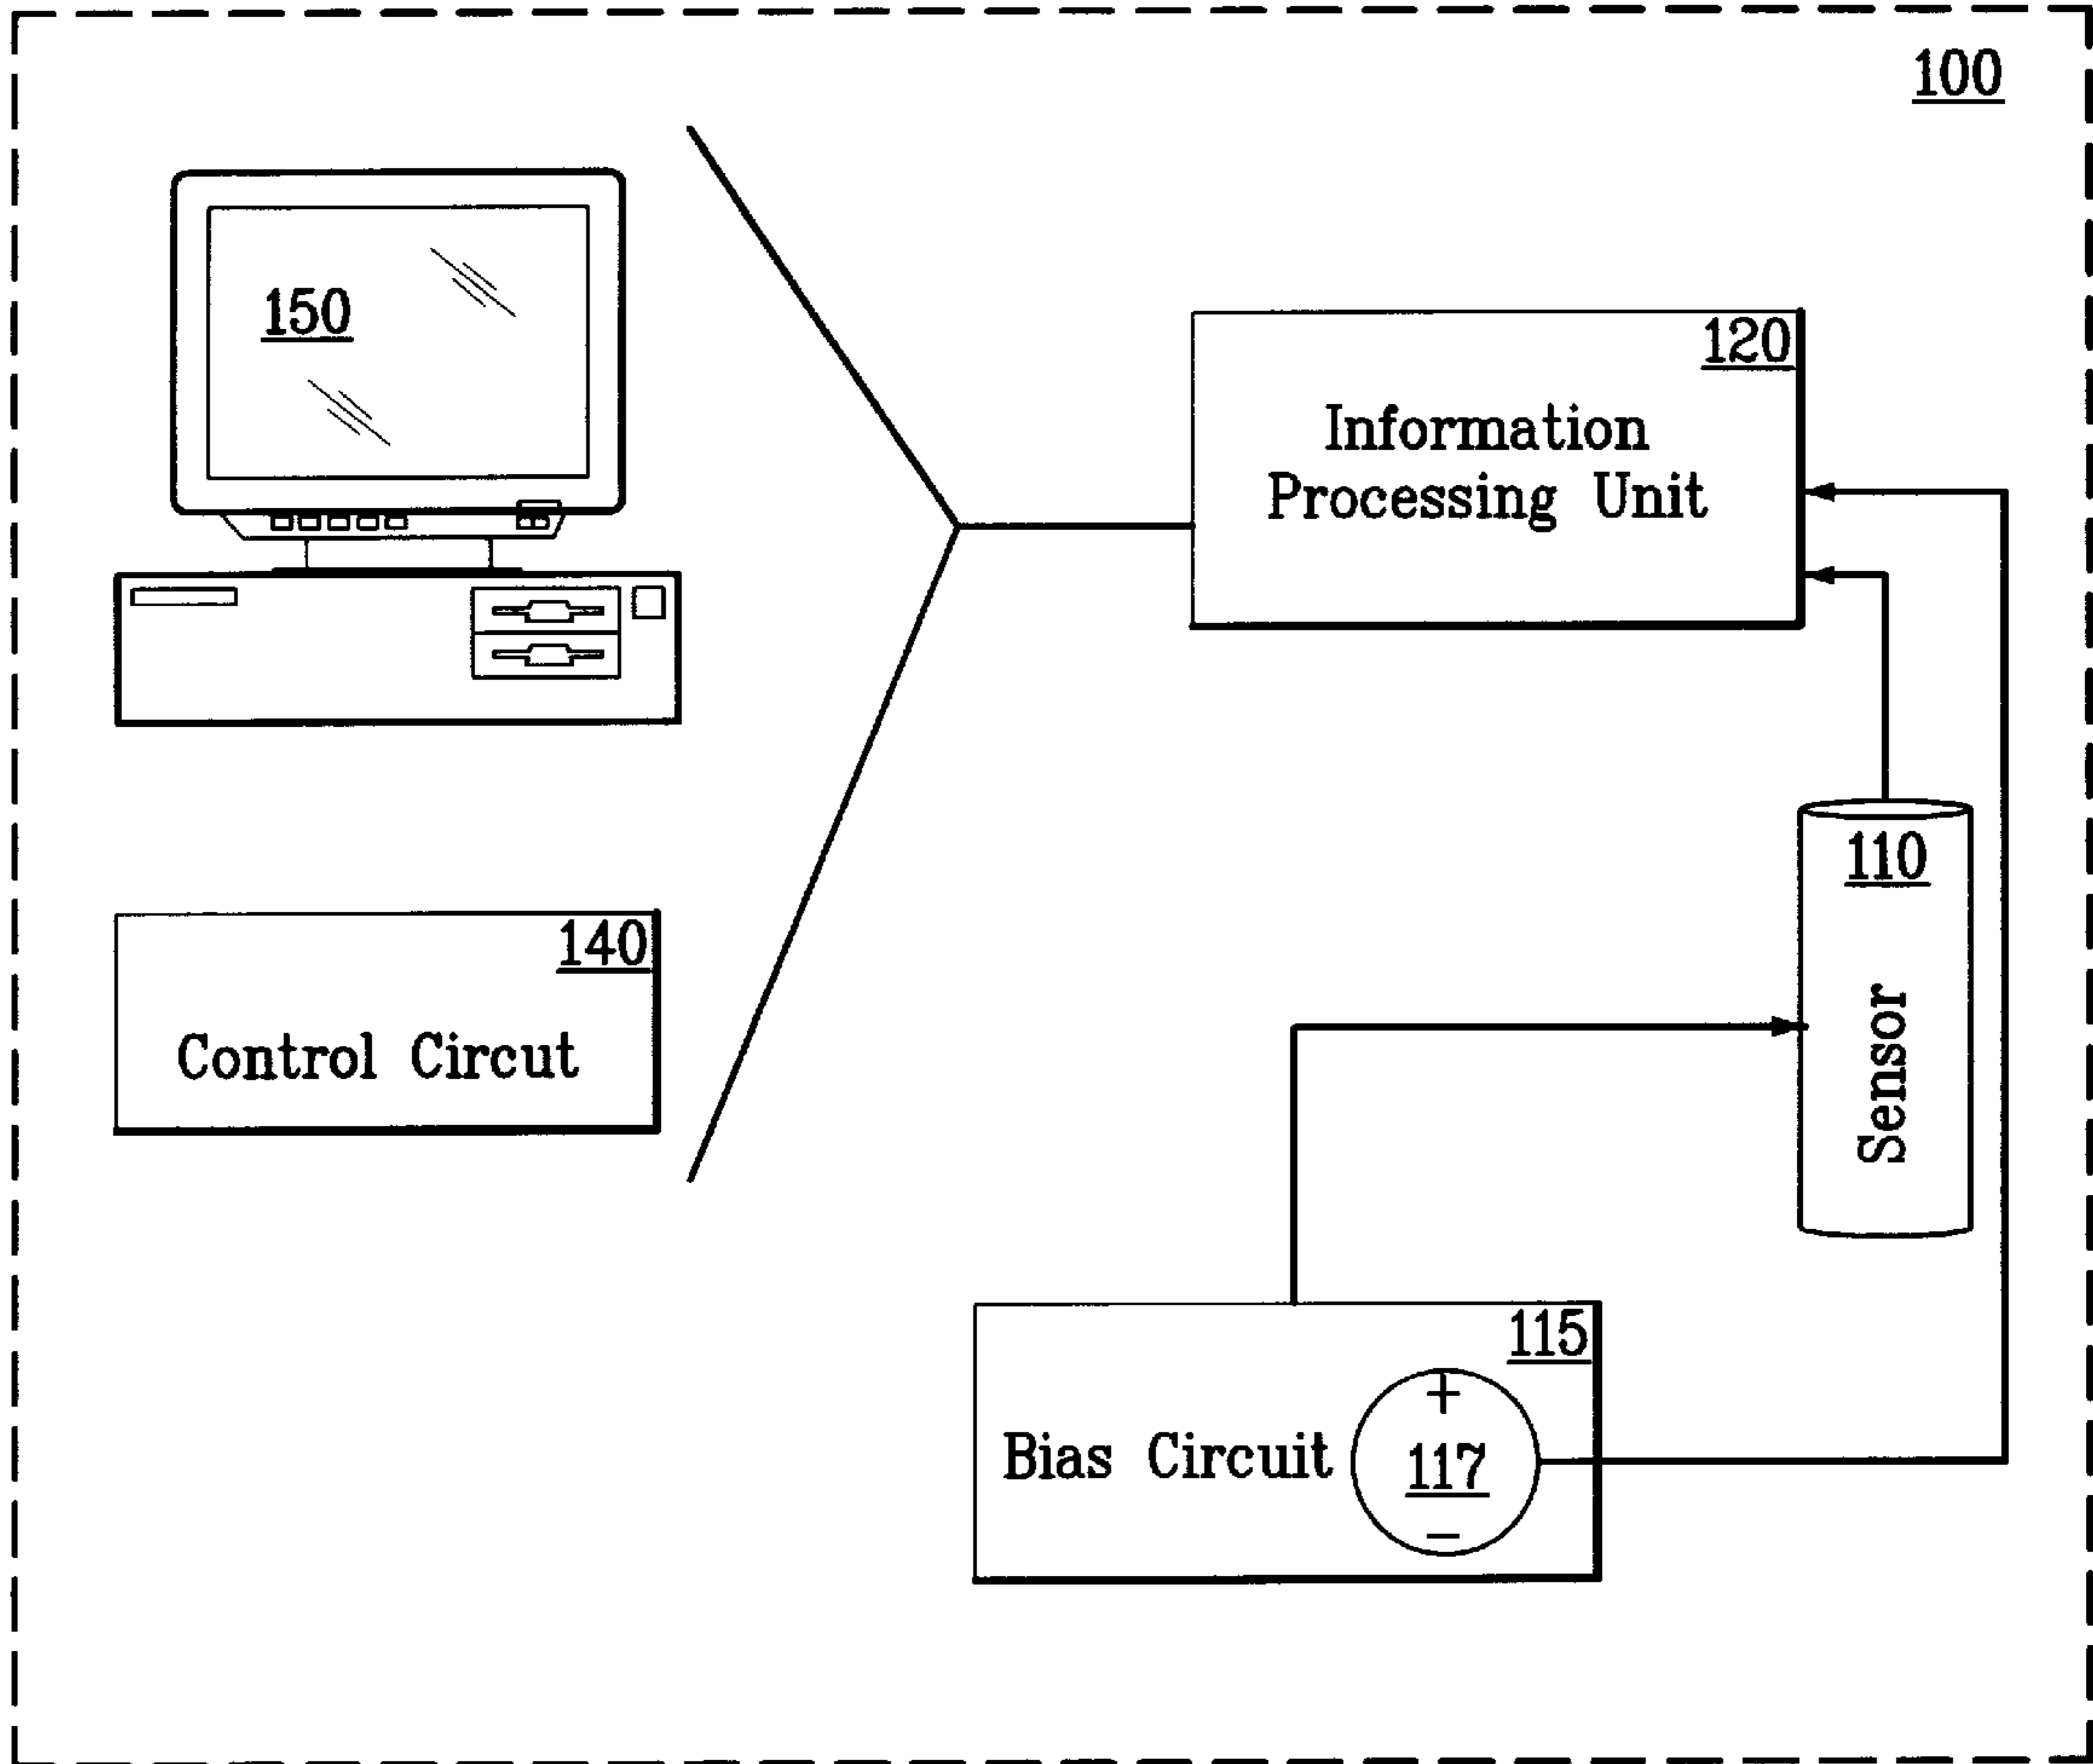 100
150
120
Information
Processing Unit
110
Sensor
140
Control Circut
115
Bias Circuit
+
117
−